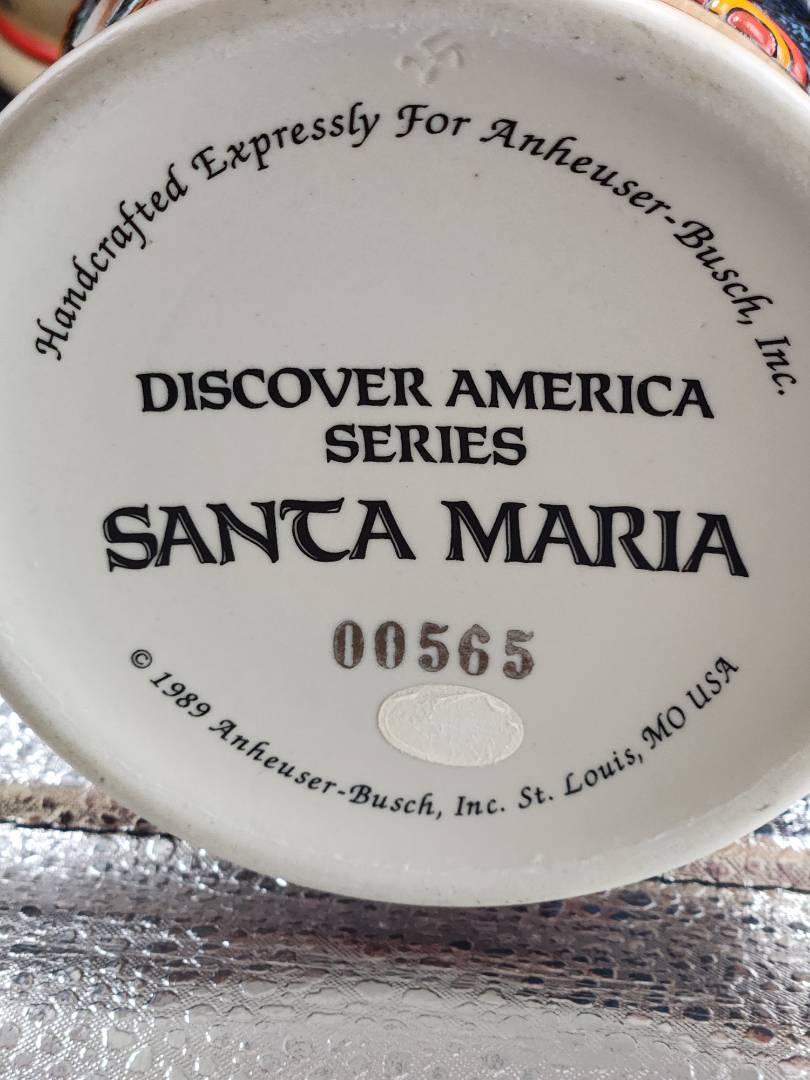 Handcrafted Expressly For Anheuser-Busch, Inc.
DISCOVER AMERICA
SERIES
SANTA MARIA
00565
© 1989 Anheuser-Busch, Inc. St. Louis, MO USA